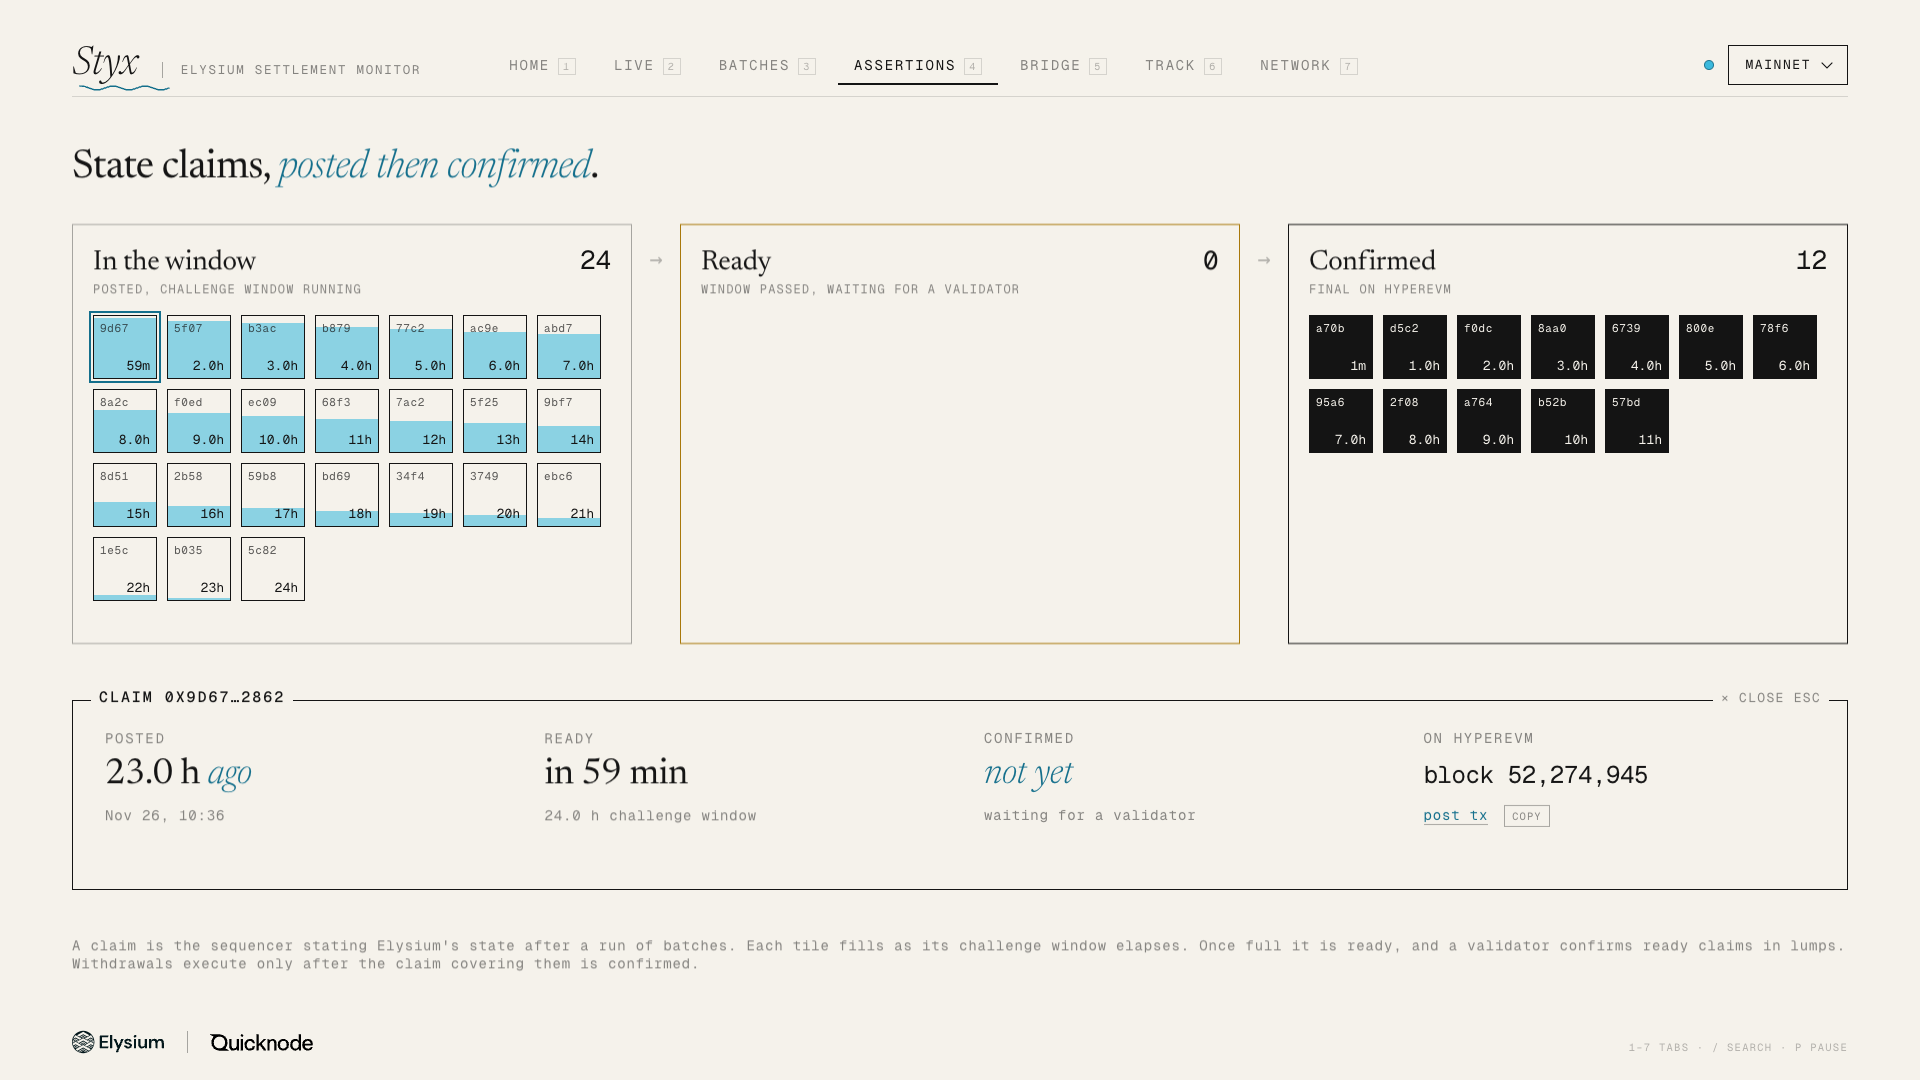 Styx
ELYSIUM SETTLEMENT MONITOR
HOME 1
LIVE 2
BATCHES 3
ASSERTIONS 4
BRIDGE 5
TRACK 6
NETWORK 7
MAINNET
State claims, posted then confirmed.
In the window 24
POSTED, CHALLENGE WINDOW RUNNING
9d67 5f07 b3ac b879 77c2 ac9e abd7
59m 2.0h 3.0h 4.0h 5.0h 6.0h 7.0h
8a2c f0ed ec09 68f3 7ac2 5f25 9bf7
8.0h 9.0h 10.0h 11h 12h 13h 14h
8d51 2b58 59b8 bd69 34f4 3749 ebc6
15h 16h 17h 18h 19h 20h 21h
1e5c b035 5c82
22h 23h 24h
→
Ready 0
WINDOW PASSED, WAITING FOR A VALIDATOR
→
Confirmed 12
FINAL ON HYPEREVM
a70b d5c2 f0dc 8aa0 6739 800e 78f6
1m 1.0h 2.0h 3.0h 4.0h 5.0h 6.0h
95a6 2f08 a764 b52b 57bd
7.0h 8.0h 9.0h 10h 11h
CLAIM 0X9D67…2862
× CLOSE ESC
POSTED
23.0 h ago
Nov 26, 10:36
READY
in 59 min
24.0 h challenge window
CONFIRMED
not yet
waiting for a validator
ON HYPEREVM
block 52,274,945
post tx COPY
A claim is the sequencer stating Elysium's state after a run of batches. Each tile fills as its challenge window elapses. Once full it is ready, and a validator confirms ready claims in lumps.
Withdrawals execute only after the claim covering them is confirmed.
Elysium
Quicknode
1–7 TABS · / SEARCH · P PAUSE